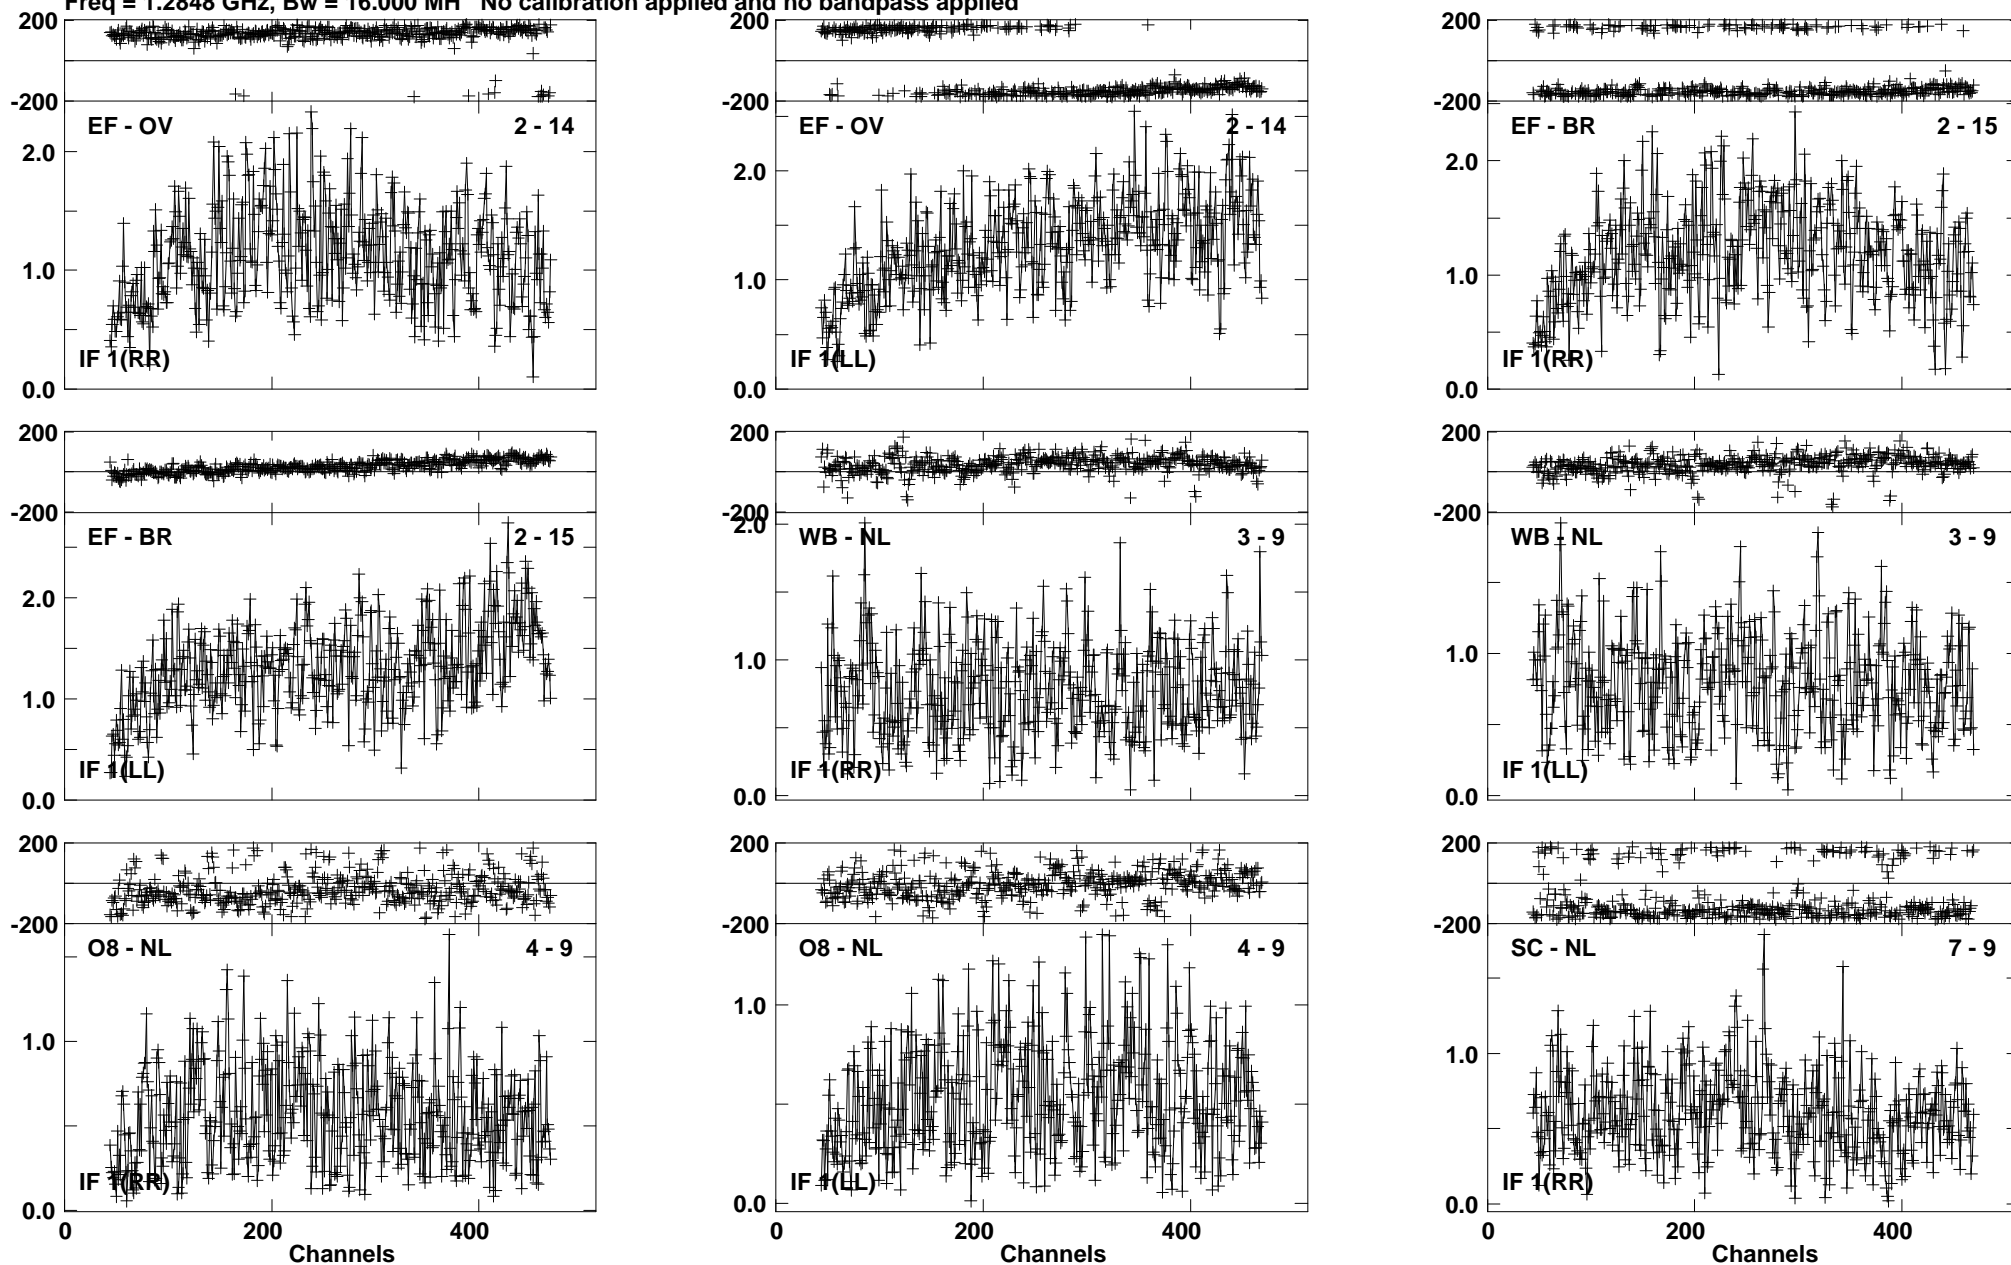 Freq = 1.2848 GHz, Bw = 16.000 MH No calibration applied and no bandpass applied
200
-200
EF - OV 2 - 14
2.0
1.0
IF 1(RR)
0.0
200
-200
EF - OV 2 - 14
2.0
1.0
IF 1(LL)
0.0
200
-200
EF - BR 2 - 15
2.0
1.0
IF 1(RR)
0.0
200
-200
EF - BR 2 - 15
2.0
1.0
IF 1(LL)
0.0
200
-200
2.0
WB - NL 3 - 9
1.0
IF 1(RR)
0.0
200
-200
WB - NL 3 - 9
1.0
IF 1(LL)
0.0
200
-200
O8 - NL 4 - 9
1.0
IF 1(RR)
0.0
0 200 400
Channels
200
-200
O8 - NL 4 - 9
1.0
IF 1(LL)
0.0
0 200 400
Channels
200
-200
SC - NL 7 - 9
1.0
IF 1(RR)
0.0
0 200 400
Channels